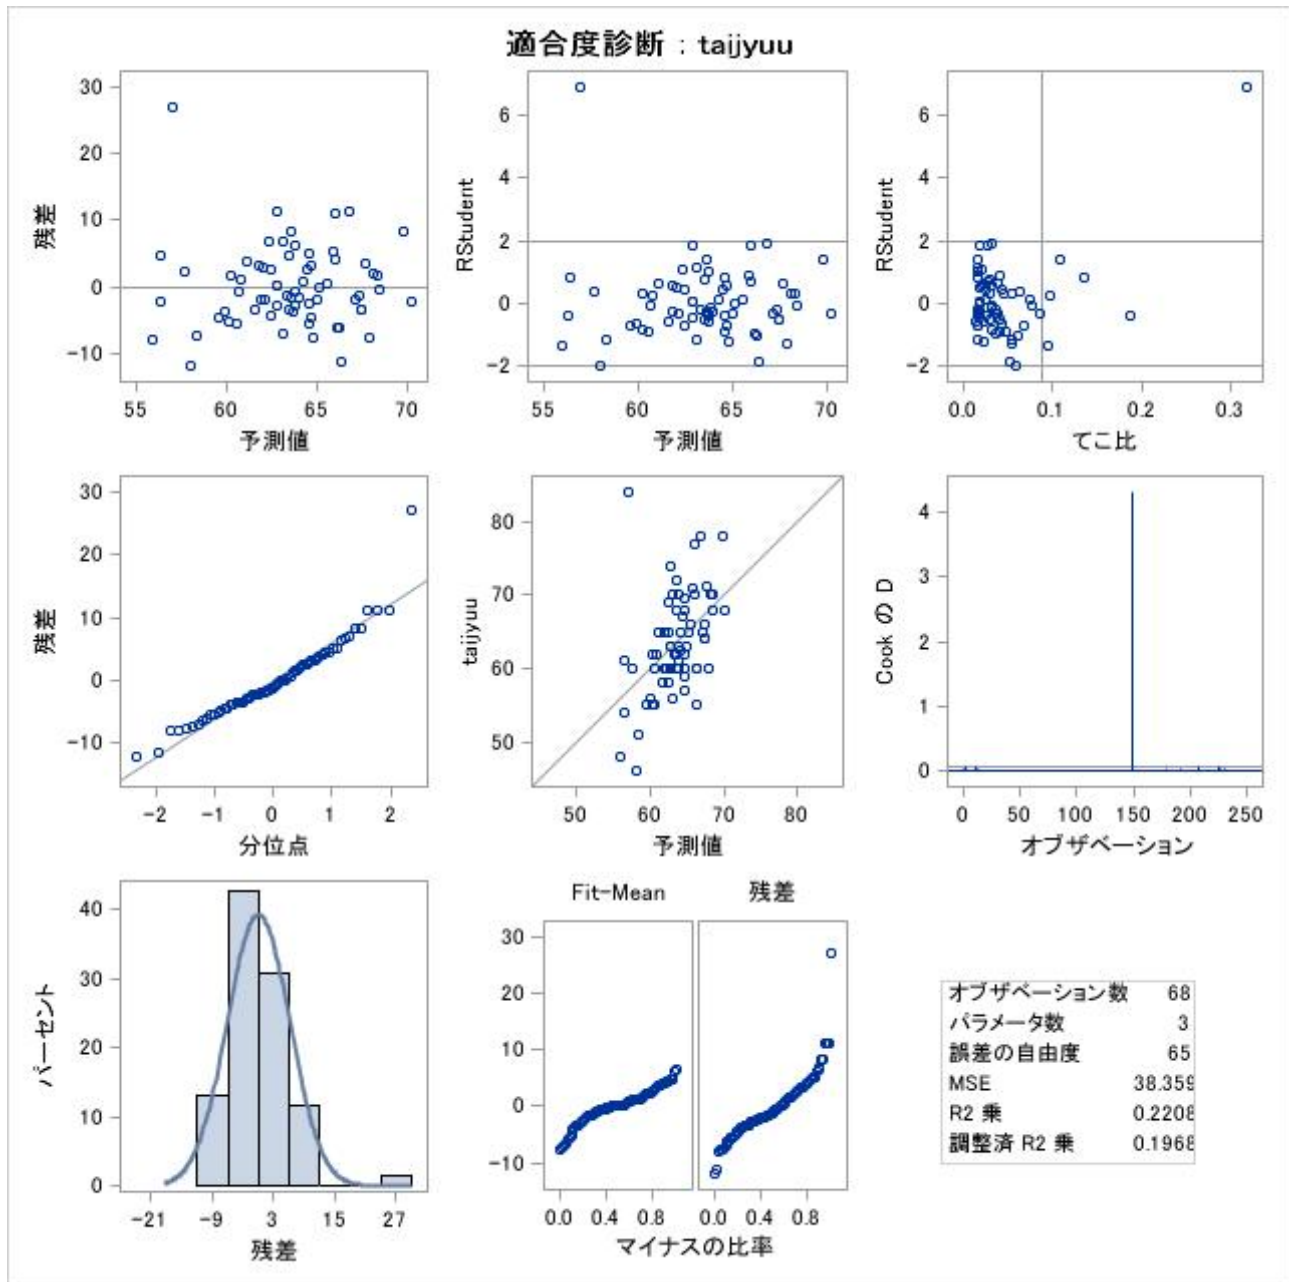 適合度診断 : taijyuu
30
20
10
0
-10
残差
55 60 65 70
予測値
6
4
2
0
-2
RStudent
55 60 65 70
予測値
6
4
2
0
-2
RStudent
0.0 0.1 0.2 0.3
てこ比
30
20
10
0
-10
残差
-2 -1 0 1 2
分位点
80
70
60
50
taijyuu
50 60 70 80
予測値
4
3
2
1
0
Cook の D
0 50 100 150 200 250
オブザベーション
40
30
20
10
0
パーセント
-21 -9 3 15 27
残差
Fit-Mean 残差
30
20
10
0
-10
0.0 0.4 0.8 0.0 0.4 0.8
マイナスの比率
オブザベーション数 68
パラメータ数 3
誤差の自由度 65
MSE 38.359
R2 乗 0.2208
調整済 R2 乗 0.1968